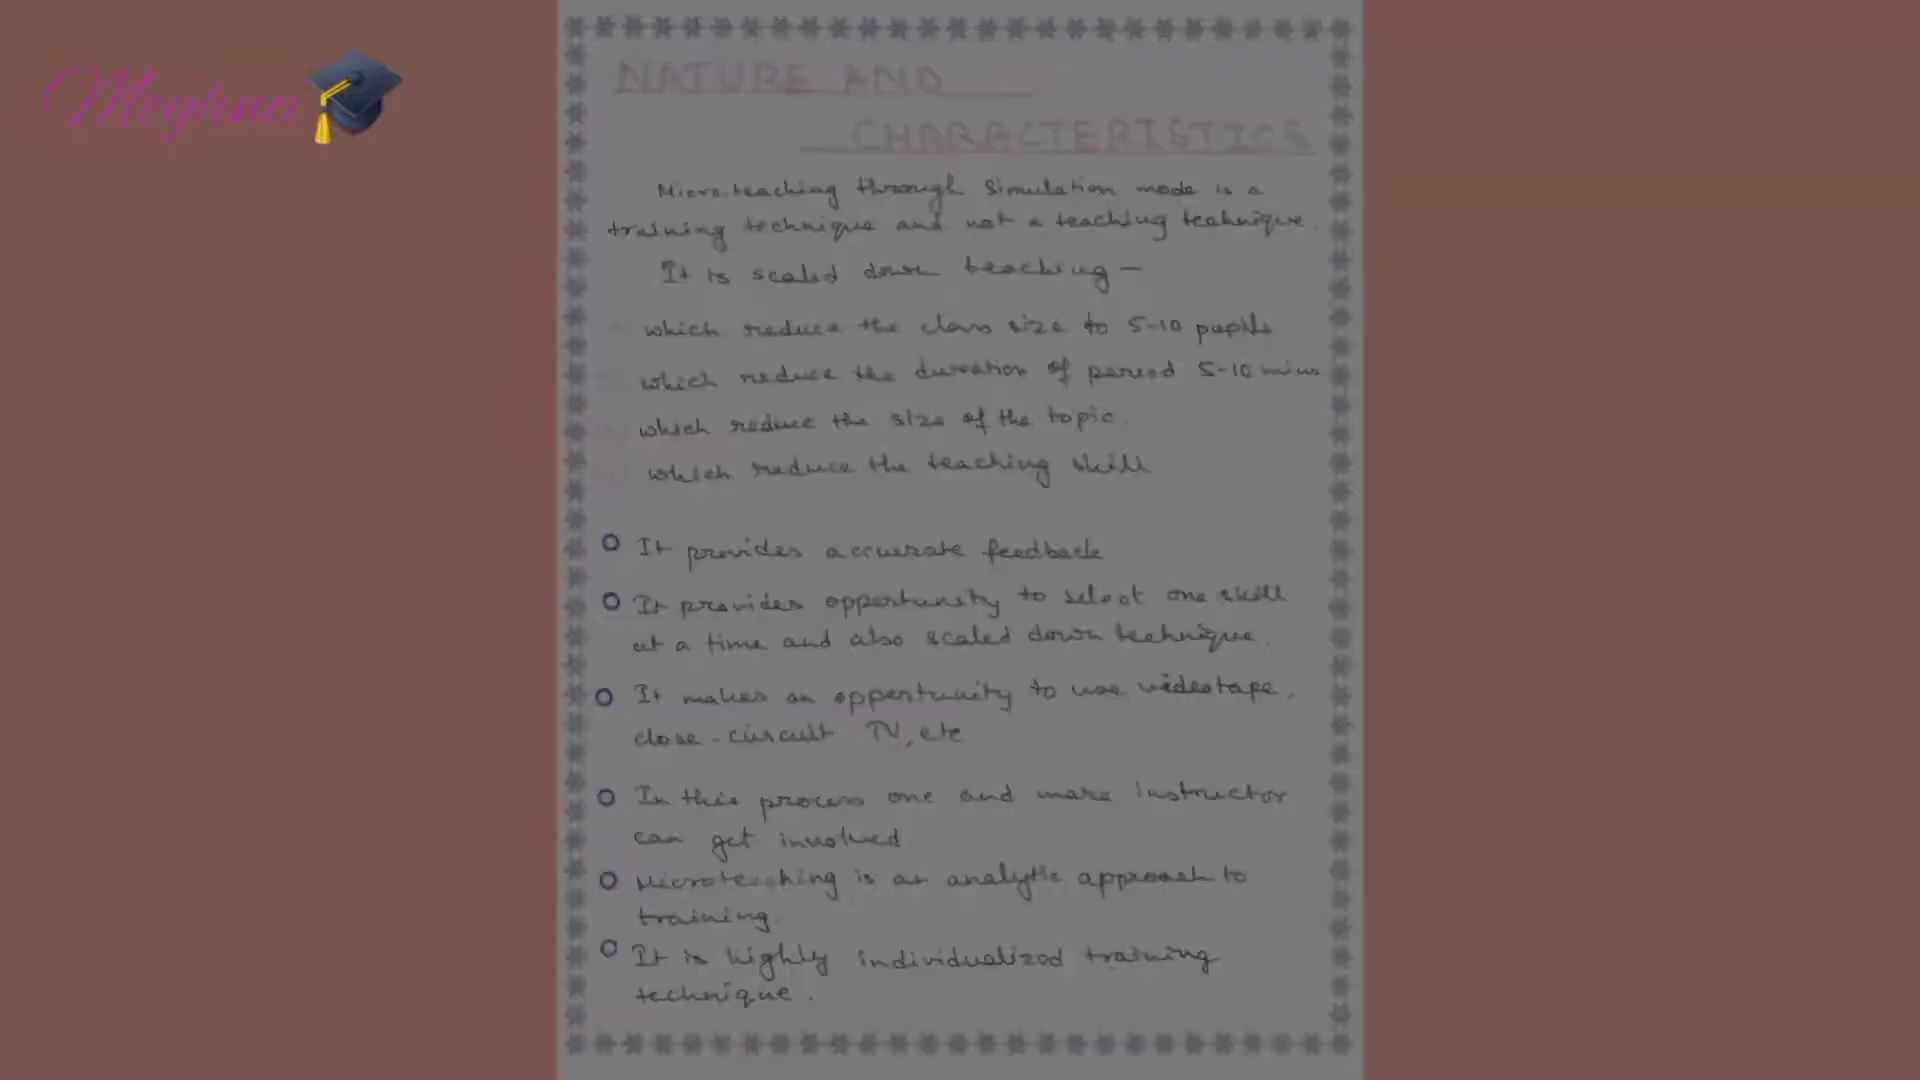 Meghna
NATURE AND
CHARACTERISTICS
Micro-teaching through Simulation mode is a
training technique and not a teaching technique.
It is scaled down teaching—
which reduce the class size to 5-10 pupils
which reduce the duration of period 5-10 mins
which reduce the size of the topic.
which reduce the teaching skill
It provides accurate feedback
It provides opportunity to select one skill
at a time and also scaled down technique.
It makes an opportunity to use videotape,
close-circuit TV, etc
In this process one and more instructor
can get involved
Microteaching is an analytic approach to
training.
It is highly individualized training
technique.